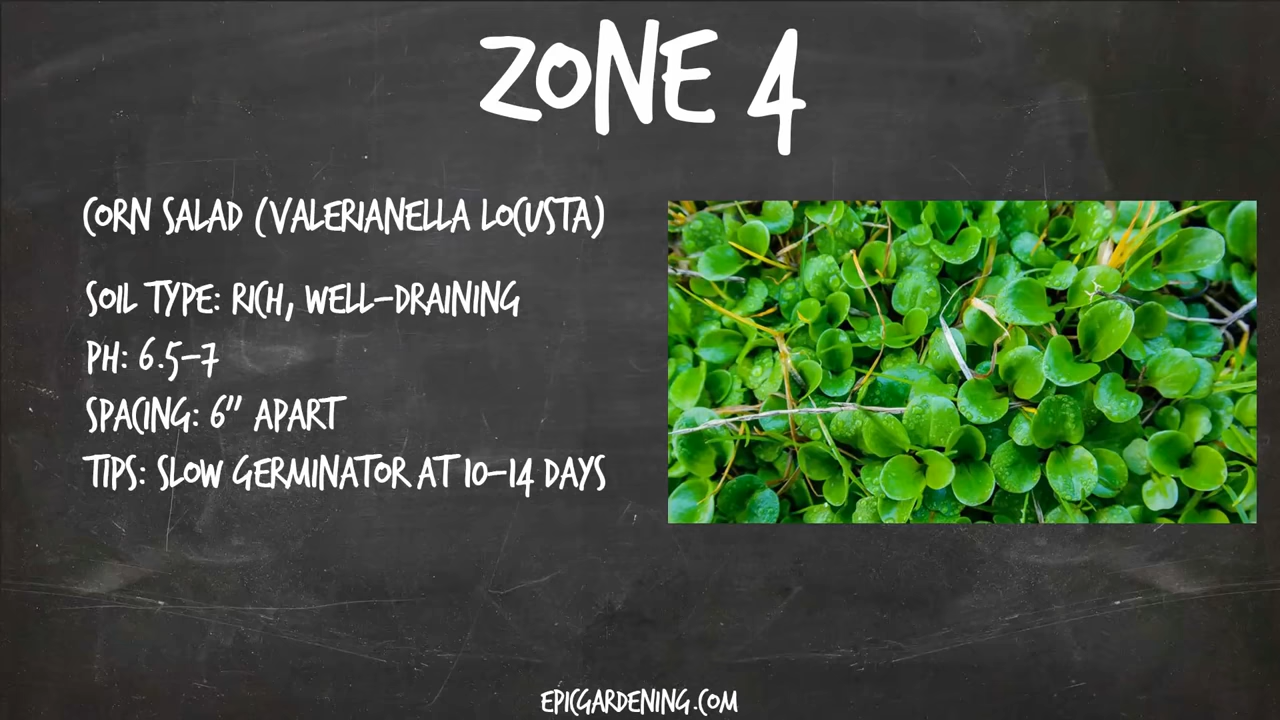 ZONE 4
CORN SALAD (VALERIANELLA LOCUSTA)
SOIL TYPE: RICH, WELL-DRAINING
PH: 6.5-7
SPACING: 6" APART
TIPS: SLOW GERMINATOR AT 10-14 DAYS
EPICGARDENING.COM